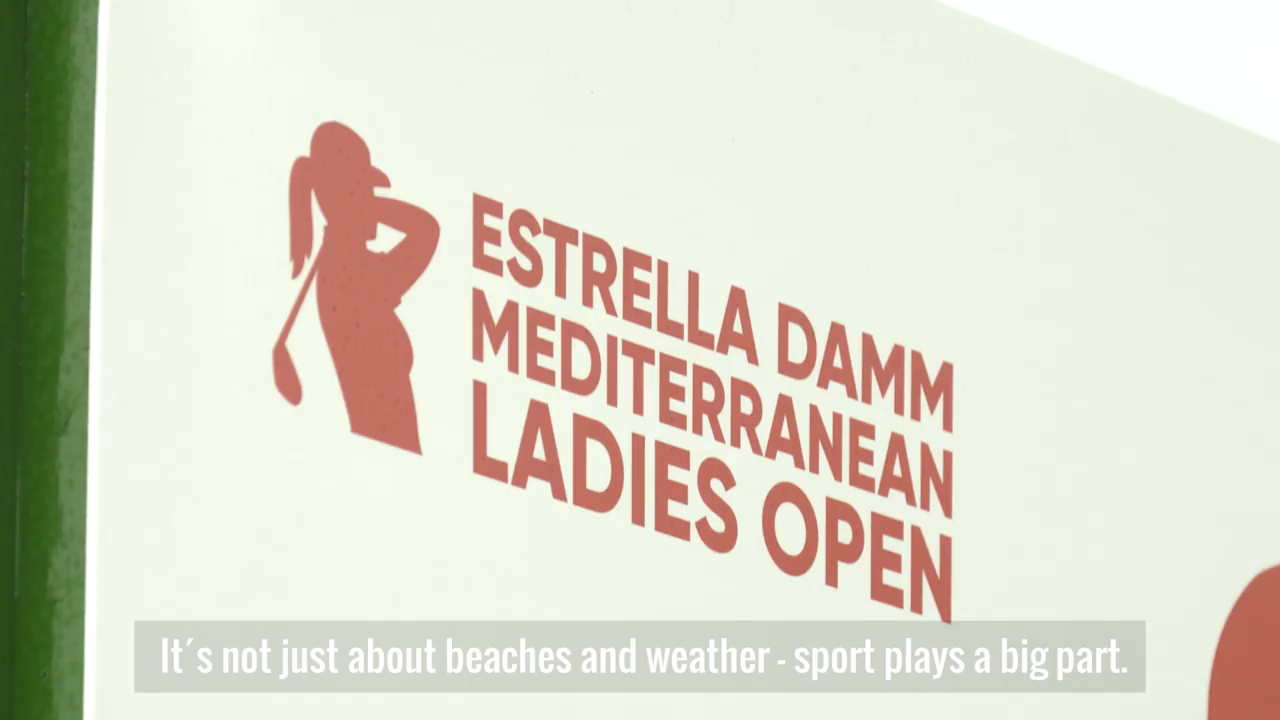 ESTRELLA DAMM
MEDITERRANEAN
LADIES OPEN
It´s not just about beaches and weather - sport plays a big part.